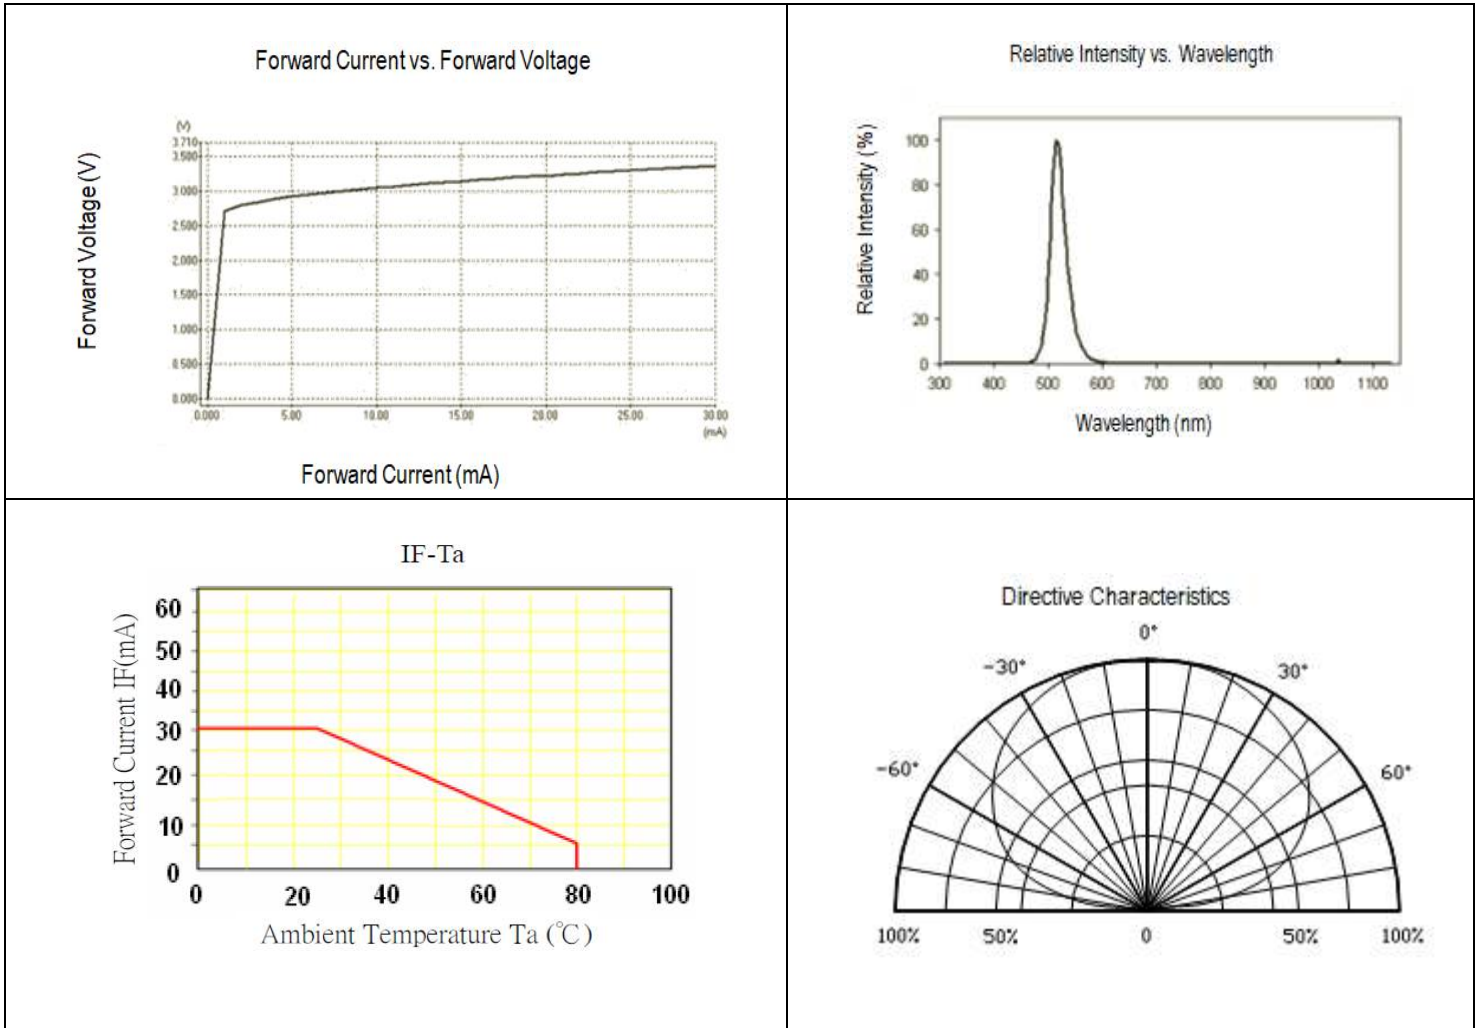 Forward Current vs. Forward Voltage
(V)
Forward Voltage (V)
3.710
3.500
3.000
2.500
2.000
1.500
1.000
0.500
0.000
0.000 5.00 10.00 15.00 20.00 25.00 30.00
(mA)
Forward Current (mA)
Relative Intensity vs. Wavelength
Relative Intensity (%)
100
80
60
40
20
0
300 400 500 600 700 800 900 1000 1100
Wavelength (nm)
IF-Ta
Forward Current IF(mA)
60
50
40
30
20
10
0
0 20 40 60 80 100
Ambient Temperature Ta (℃)
Directive Characteristics
0°
-30° 30°
-60° 60°
100% 50% 0 50% 100%